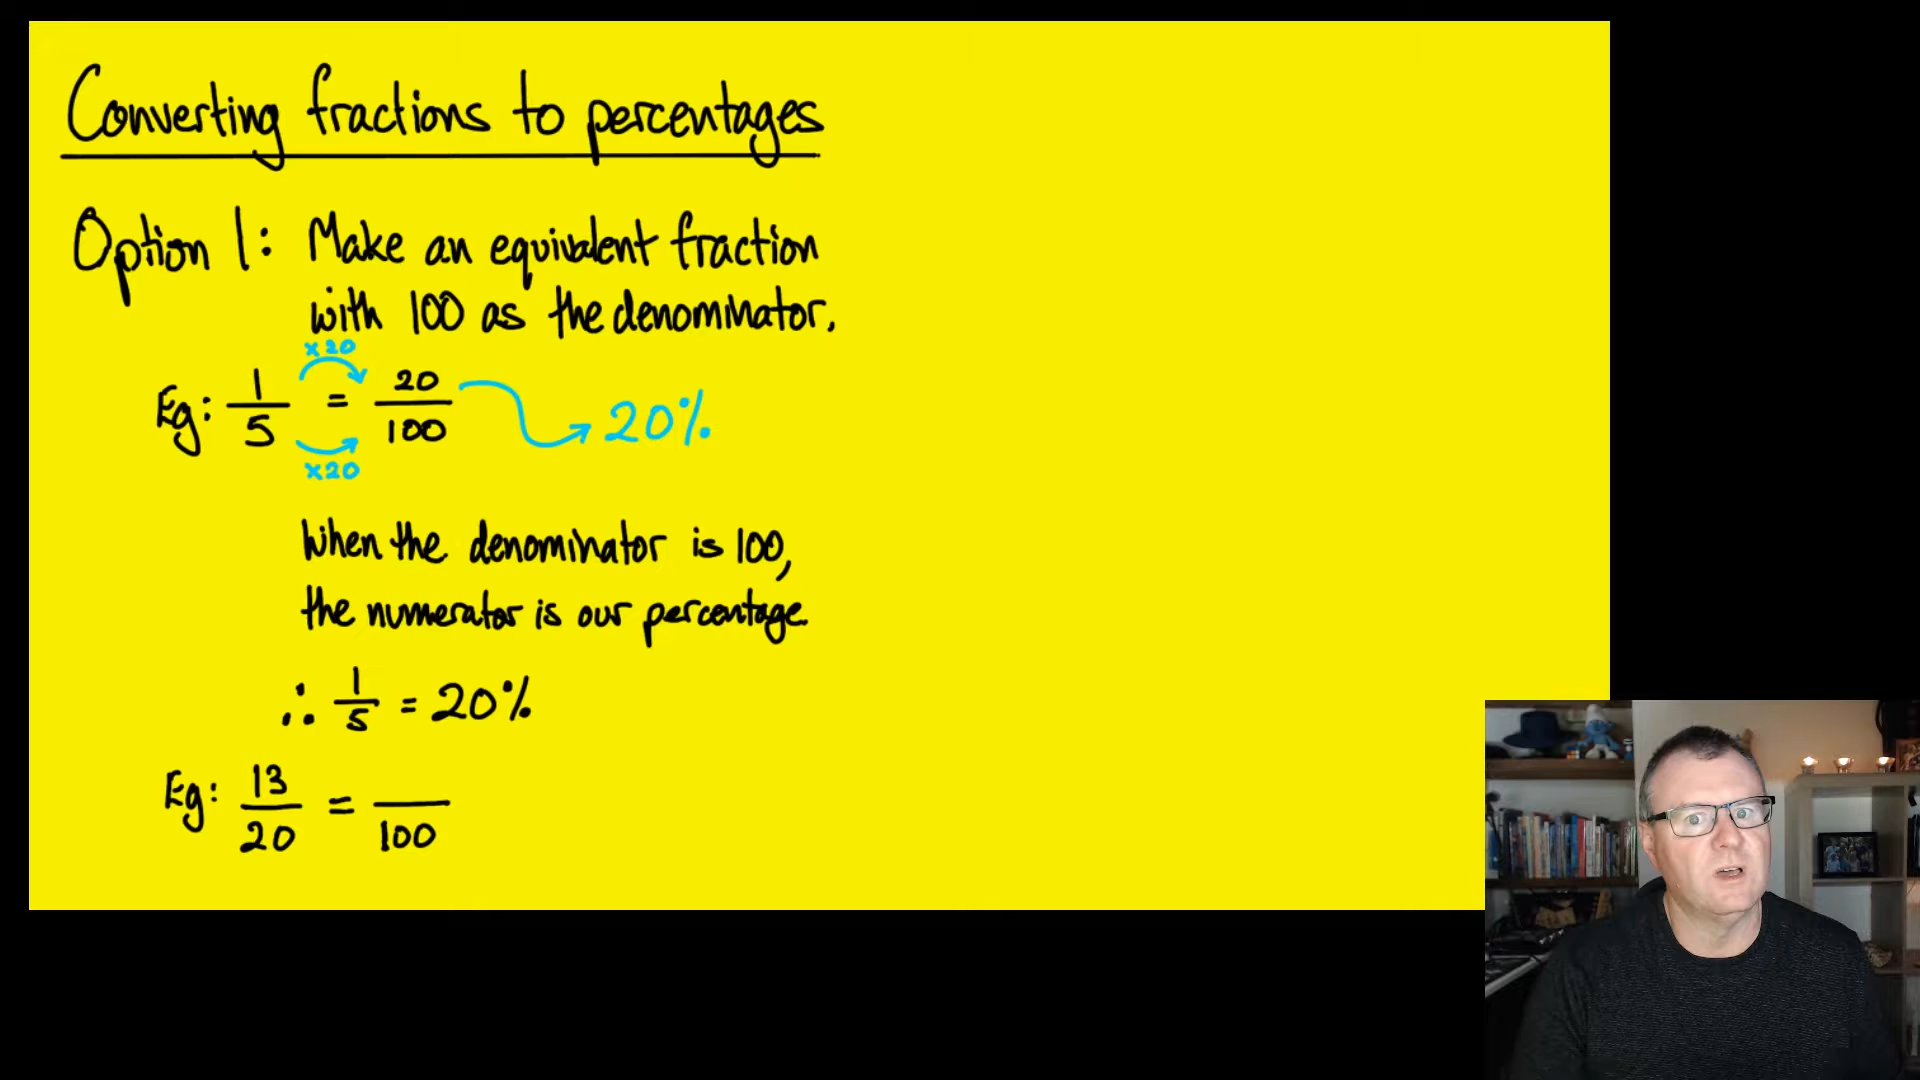 Converting fractions to percentages
Option 1: Make an equivalent fraction
with 100 as the denominator.
×20
Eg: 1/5 = 20/100 → 20%
×20
When the denominator is 100,
the numerator is our percentage.
∴ 1/5 = 20%
Eg: 13/20 = /100